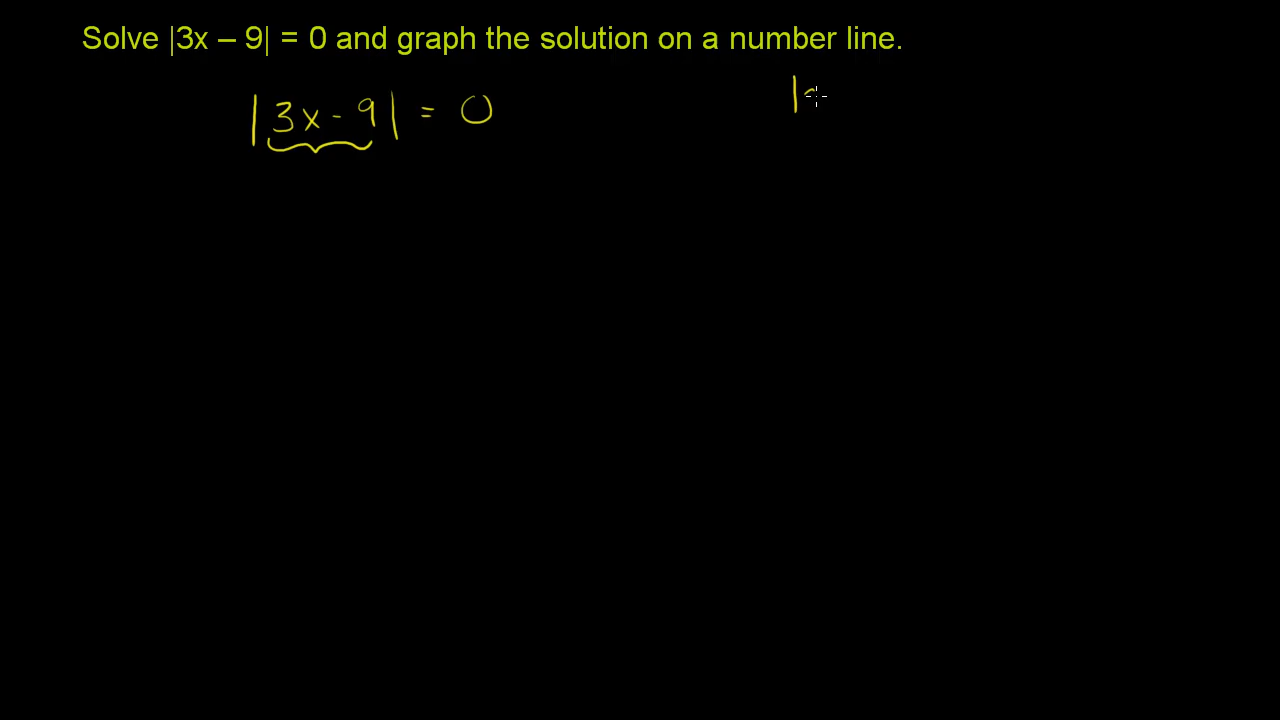 Solve |3x – 9| = 0 and graph the solution on a number line.
|3x - 9| = 0
|